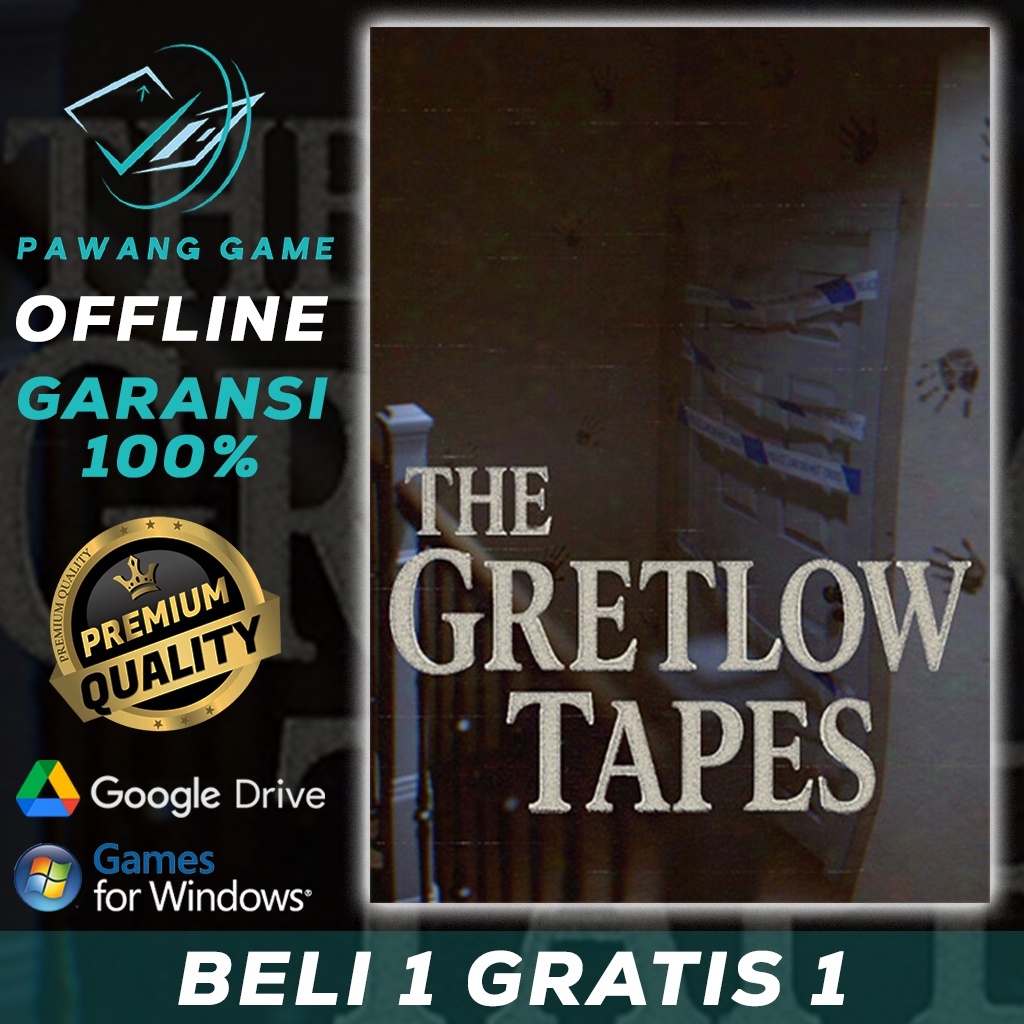 PAWANG GAME
OFFLINE
GARANSI
100%
PREMIUM QUALITY
PREMIUM
QUALITY
Google Drive
Games
for Windows®
THE
GRETLOW
TAPES
BELI 1 GRATIS 1